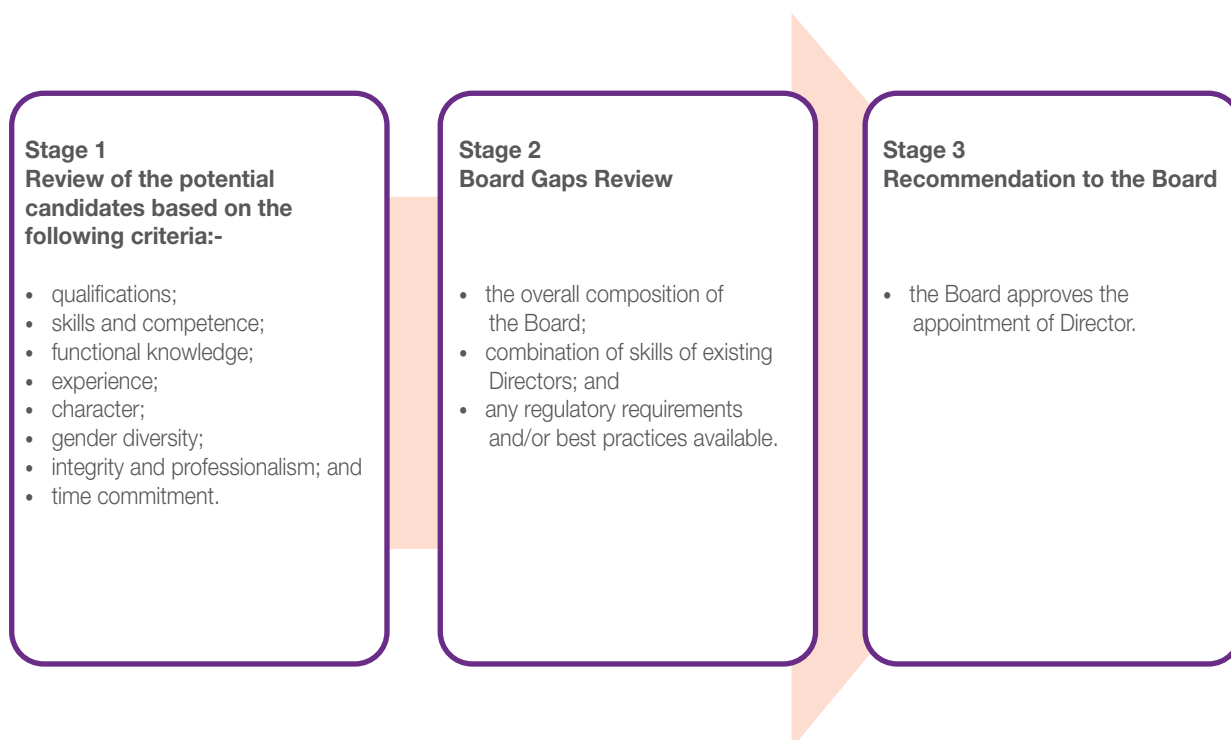 Stage 1
Review of the potential
candidates based on the
following criteria:-
• qualifications;
• skills and competence;
• functional knowledge;
• experience;
• character;
• gender diversity;
• integrity and professionalism; and
• time commitment.
Stage 2
Board Gaps Review
• the overall composition of
the Board;
• combination of skills of existing
Directors; and
• any regulatory requirements
and/or best practices available.
Stage 3
Recommendation to the Board
• the Board approves the
appointment of Director.